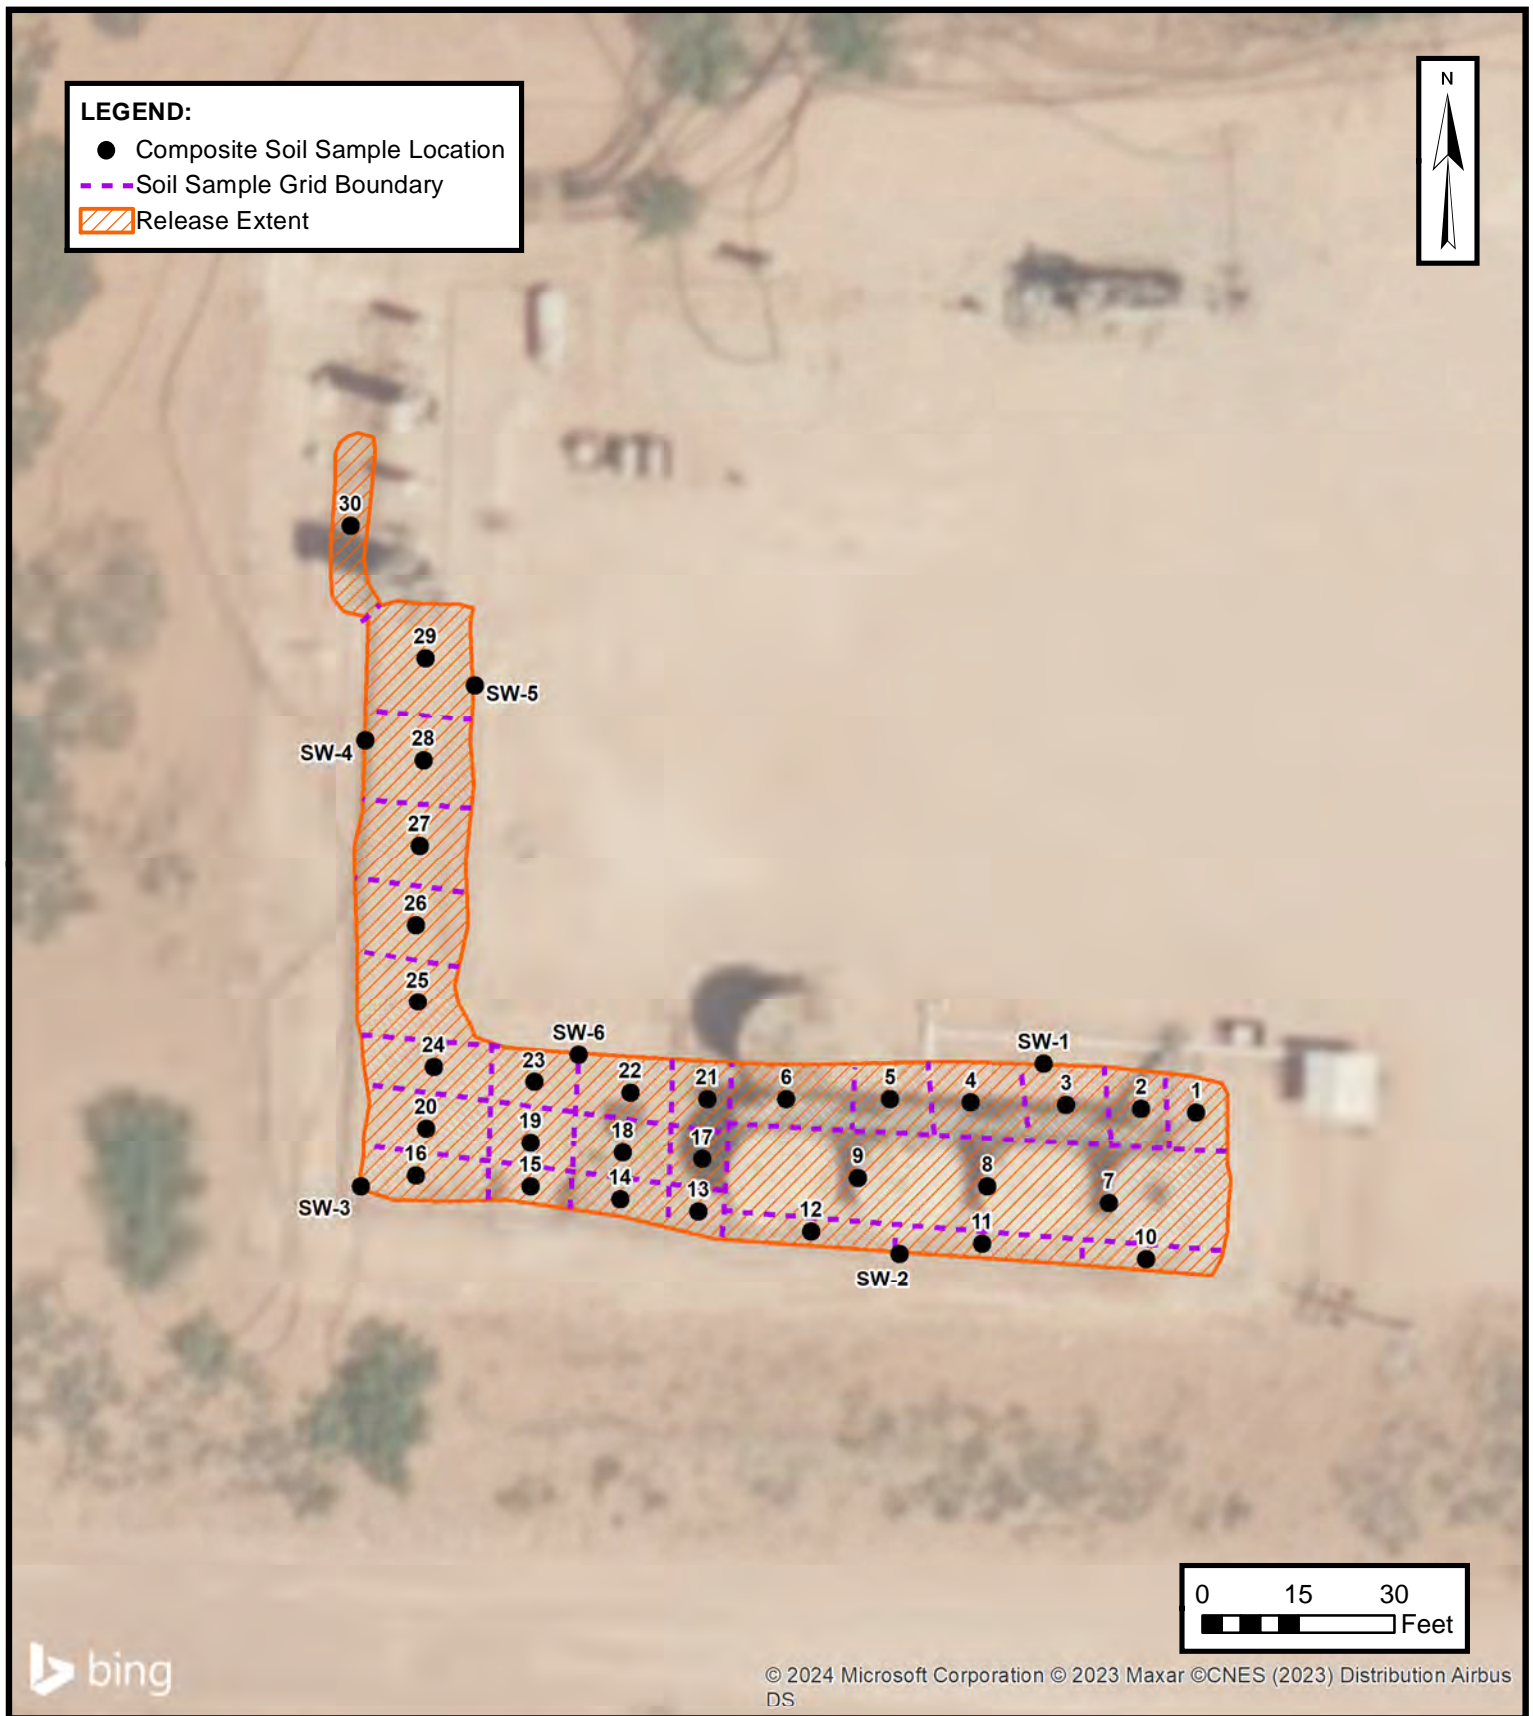 LEGEND:
Composite Soil Sample Location
Soil Sample Grid Boundary
Release Extent
N
30
29
SW-5
SW-4
28
27
26
25
SW-6
SW-1
24
23
22
21
6
5
4
3
2
1
20
19
18
17
9
8
7
16
15
14
13
SW-3
12
11
10
SW-2
0 15 30
Feet
bing
© 2024 Microsoft Corporation © 2023 Maxar ©CNES (2023) Distribution Airbus
DS